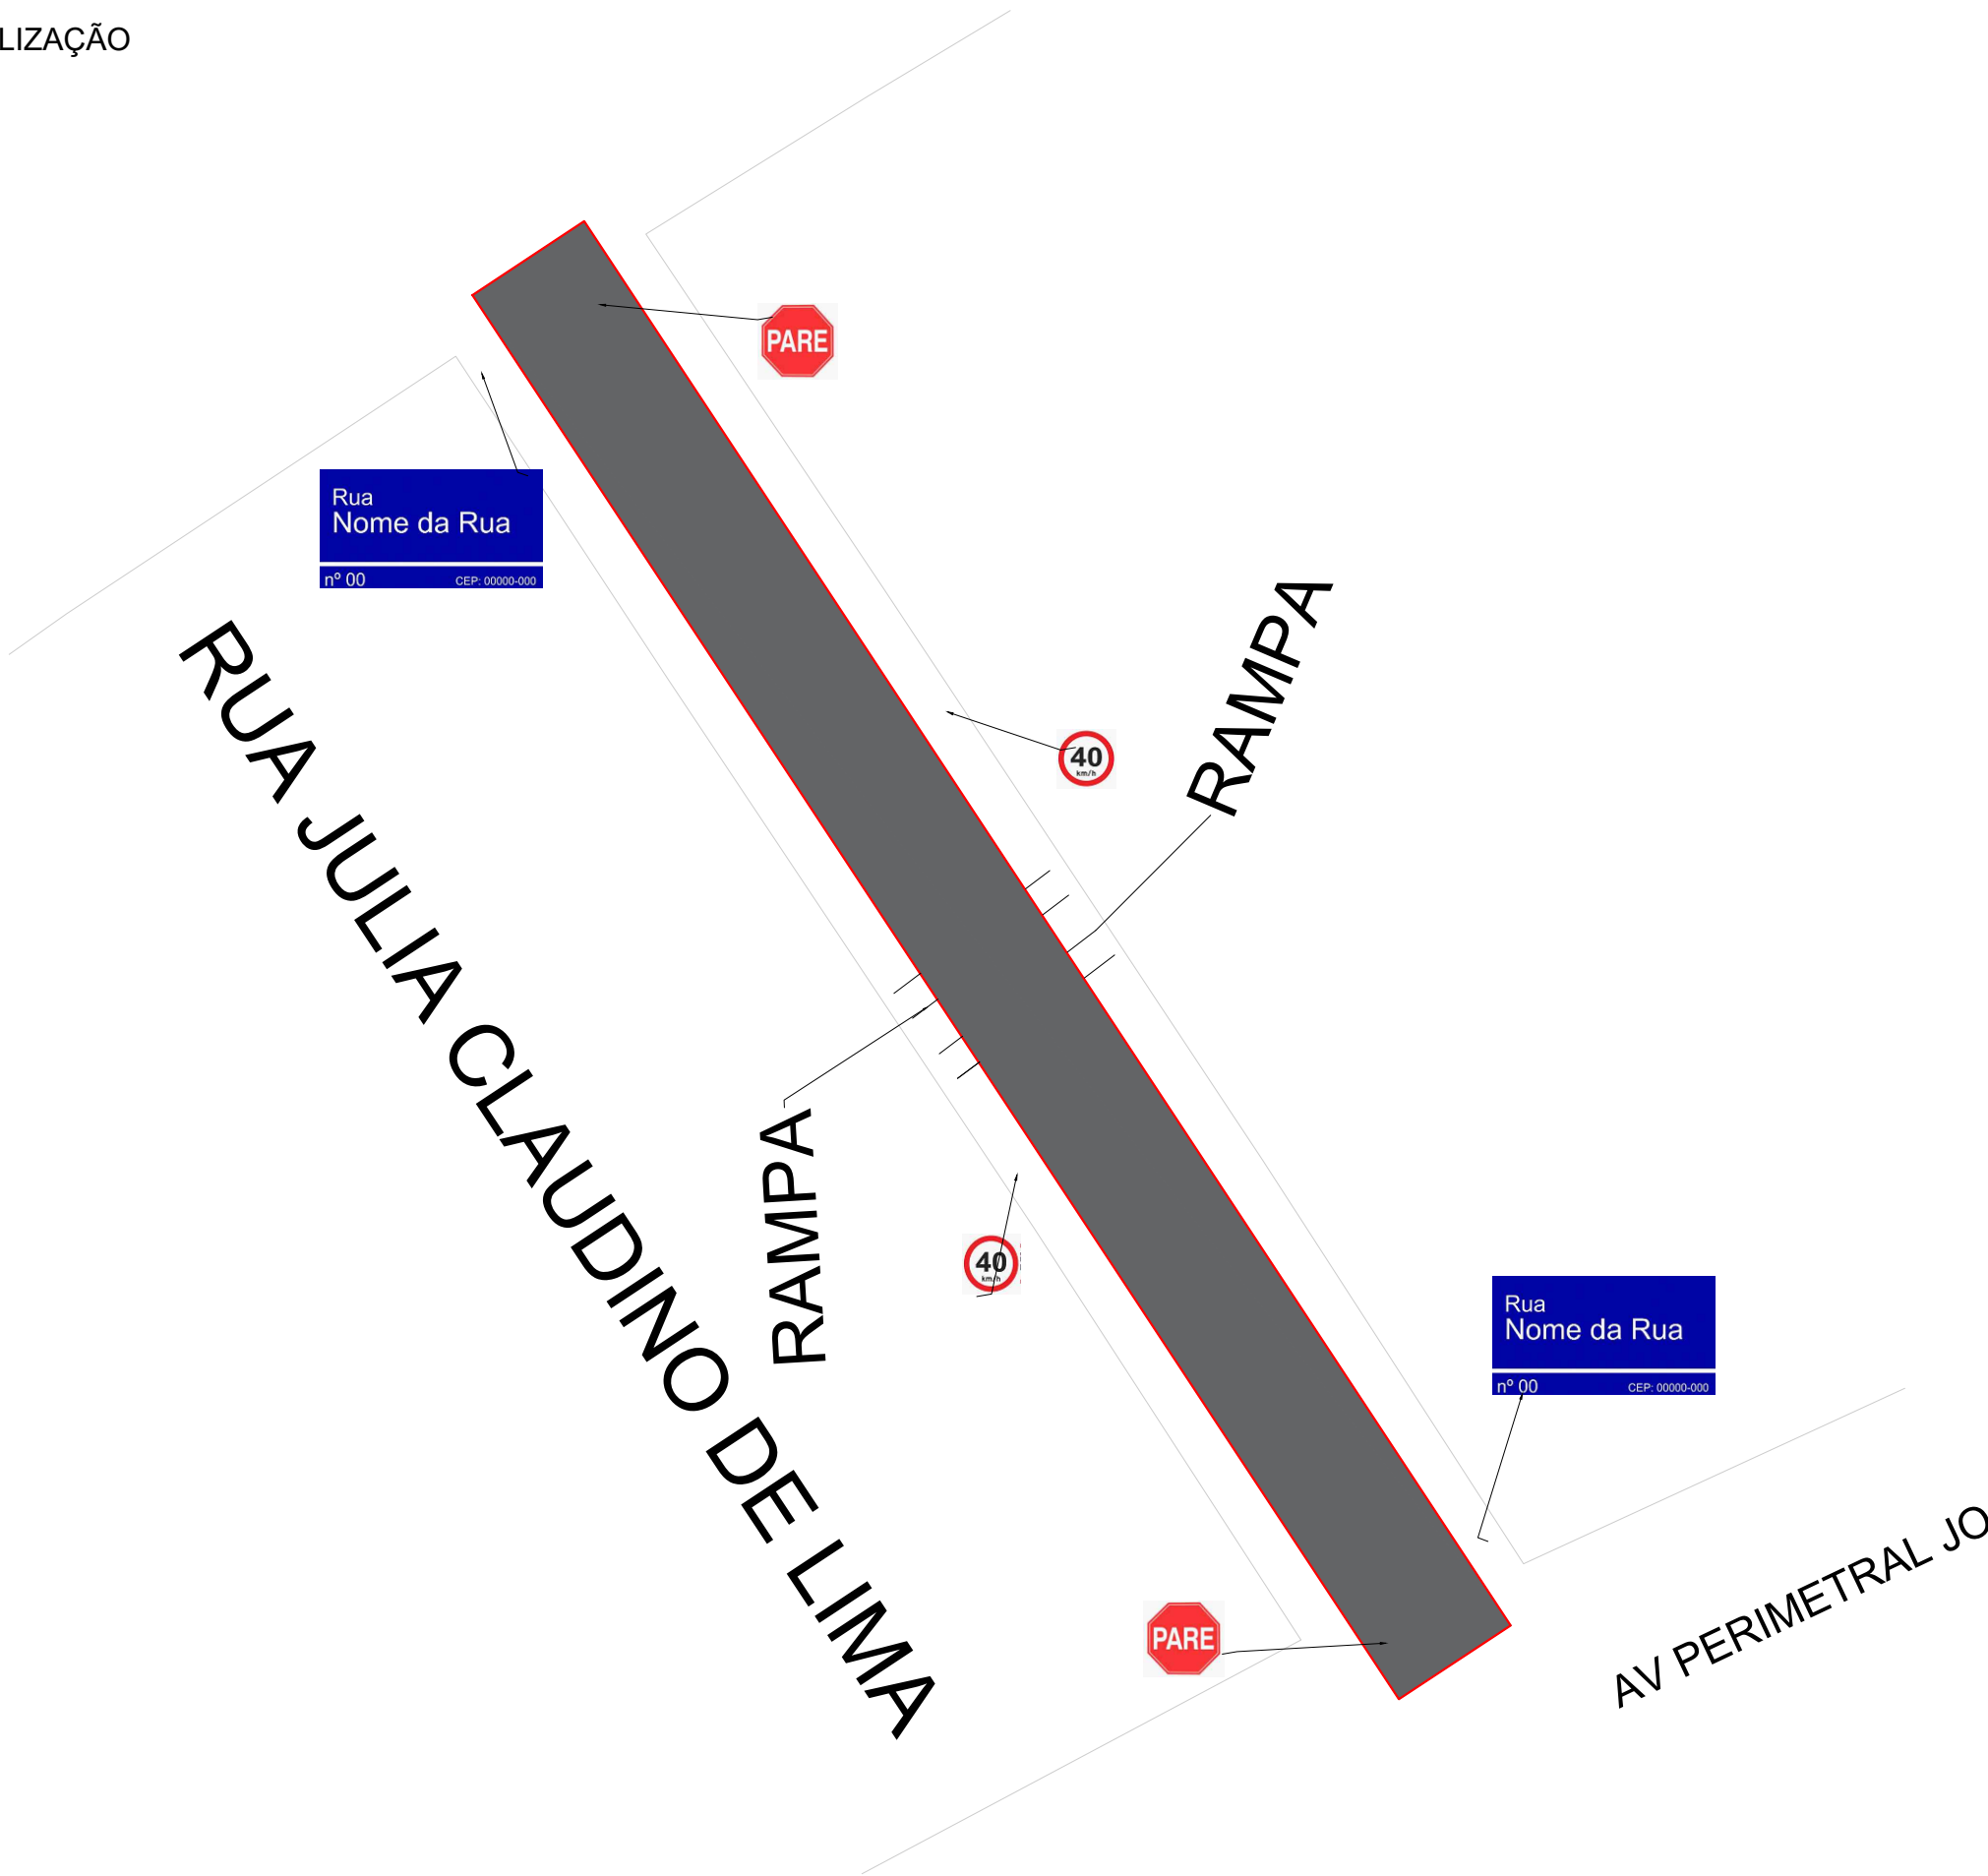 LIZAÇÃO
PARE
Rua
Nome da Rua
nº 00 CEP: 00000-000
RUA JULIA CLAUDINO DE LIMA
40
km/h
RAMPA
RAMPA
40
km/h
Rua
Nome da Rua
nº 00 CEP: 00000-000
PARE
AV PERIMETRAL JO